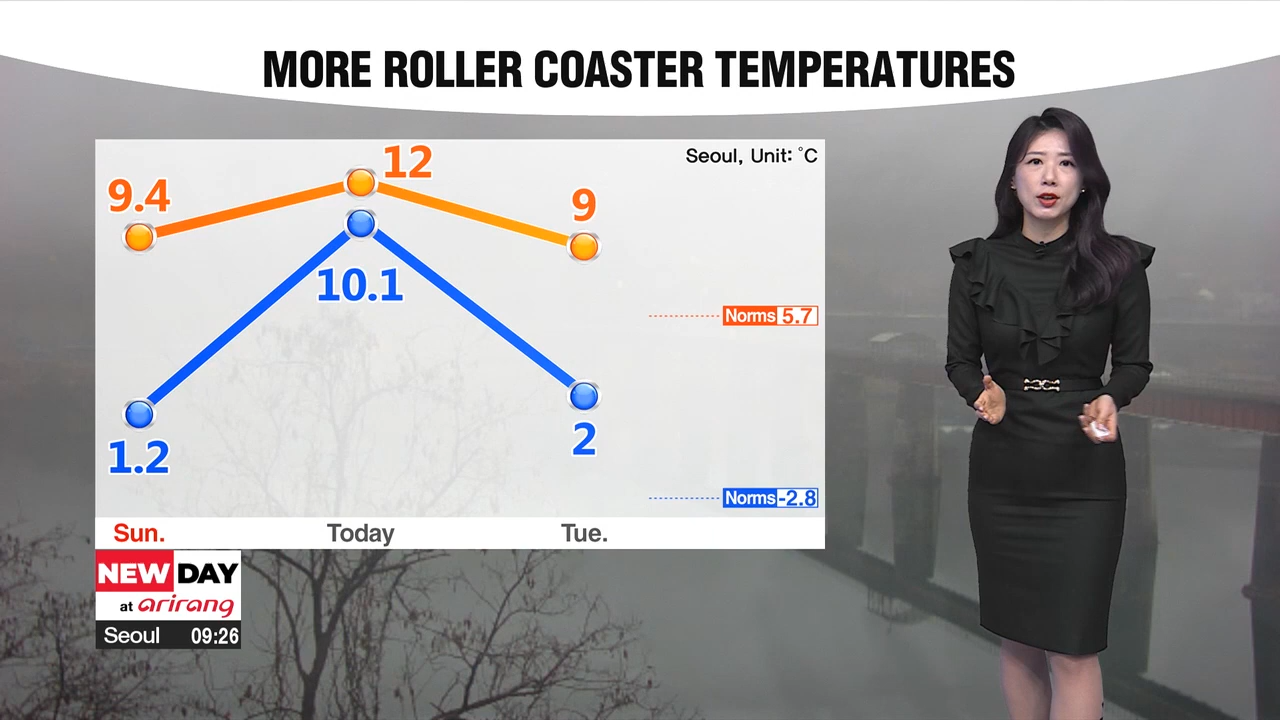 MORE ROLLER COASTER TEMPERATURES
Seoul, Unit: °C
9.4
12
9
10.1
1.2
2
Norms 5.7
Norms -2.8
Sun.
Today
Tue.
NEW DAY
at arirang
Seoul 09:26